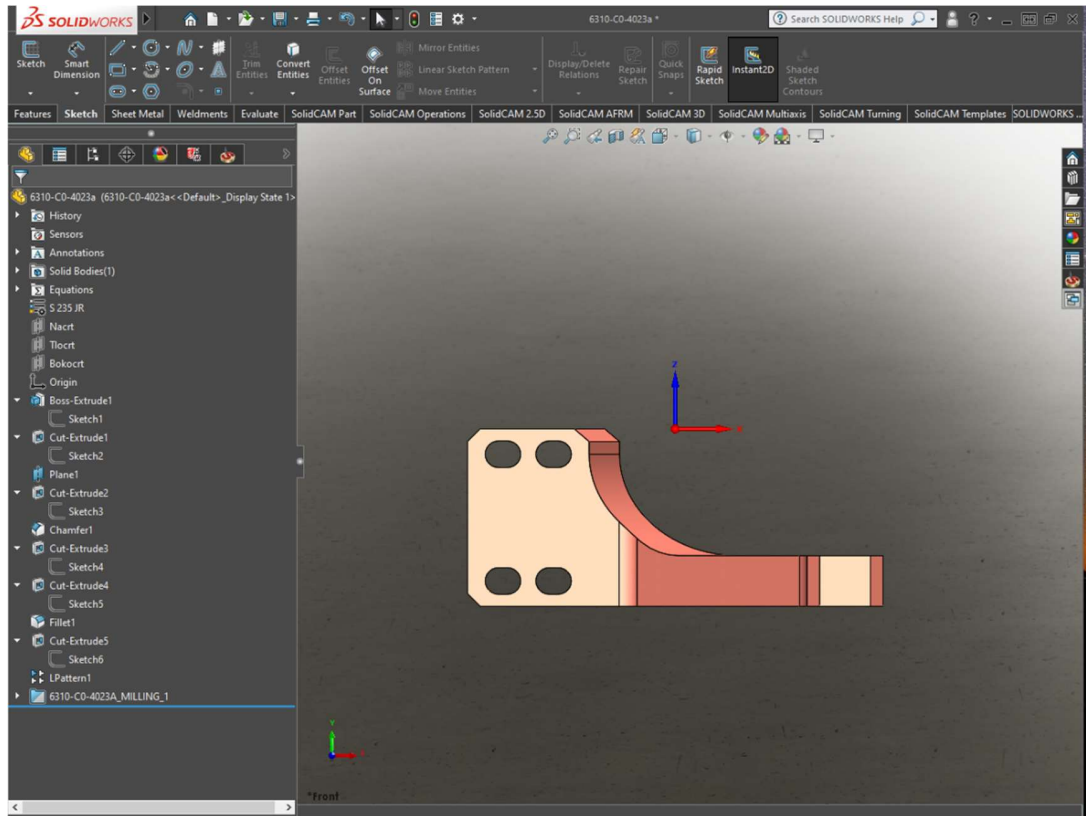 SOLIDWORKS
6310-C0-4023a *
Search SOLIDWORKS Help
Sketch
Smart Dimension
Trim Entities
Convert Entities
Offset Entities
Offset On Surface
Mirror Entities
Linear Sketch Pattern
Move Entities
Display/Delete Relations
Repair Sketch
Quick Snaps
Rapid Sketch
Instant2D
Shaded Sketch Contours
Features Sketch Sheet Metal Weldments Evaluate SolidCAM Part SolidCAM Operations SolidCAM 2.5D SolidCAM AFRM SolidCAM 3D SolidCAM Multiaxis SolidCAM Turning SolidCAM Templates SOLIDWORKS...
6310-C0-4023a (6310-C0-4023a<<Default>_Display State 1>
History
Sensors
Annotations
Solid Bodies(1)
Equations
S 235 JR
Nacrt
Tlocrt
Bokocrt
Origin
Boss-Extrude1
Sketch1
Cut-Extrude1
Sketch2
Plane1
Cut-Extrude2
Sketch3
Chamfer1
Cut-Extrude3
Sketch4
Cut-Extrude4
Sketch5
Fillet1
Cut-Extrude5
Sketch6
LPattern1
6310-C0-4023A_MILLING_1
Z
X
Y
*Front